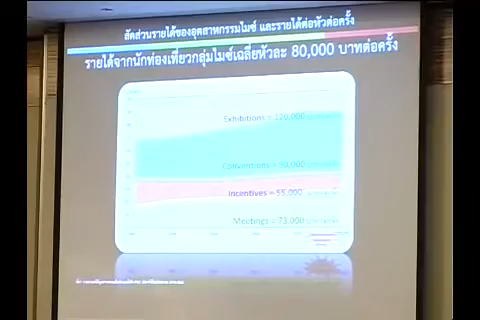 สัดส่วนรายได้ของอุตสาหกรรมไมซ์ และรายได้ต่อหัวต่อครั้ง
รายได้จากนักท่องเที่ยวกลุ่มไมซ์เฉลี่ยหัวละ 80,000 บาทต่อครั้ง
Exhibitions = 120,000
Conventions = 90,000
Incentives = 55,000
Meetings = 73,000